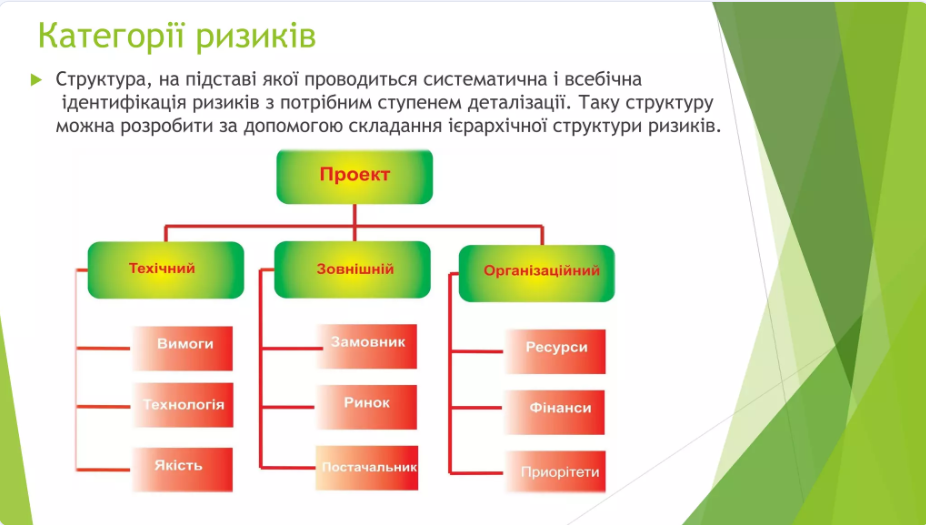 Категорії ризиків
Структура, на підставі якої проводиться систематична і всебічна
ідентифікація ризиків з потрібним ступенем деталізації. Таку структуру
можна розробити за допомогою складання ієрархічної структури ризиків.
Проект
Техічний
Зовнішній
Організаційний
Вимоги
Замовник
Ресурси
Технологія
Ринок
Фінанси
Якість
Постачальник
Приорітети